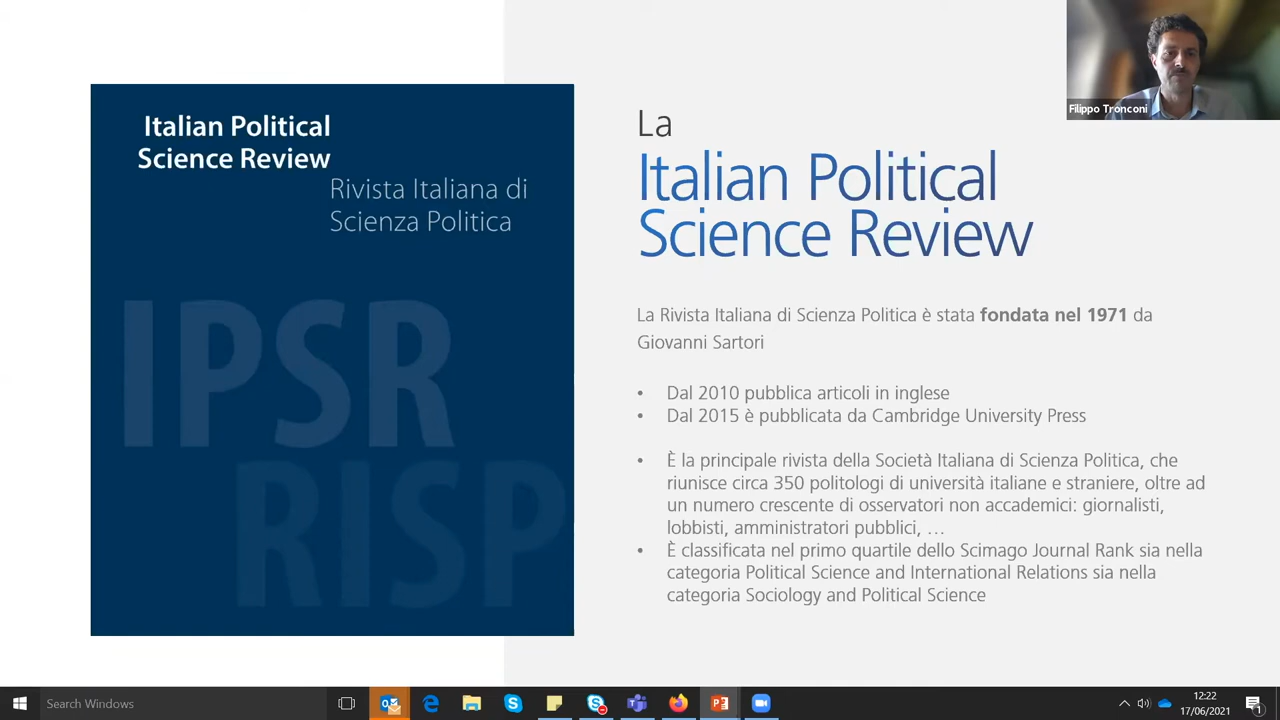 Italian Political
Science Review
Rivista Italiana di
Scienza Politica
IPSR
RISP
La
Italian Political
Science Review
La Rivista Italiana di Scienza Politica è stata fondata nel 1971 da
Giovanni Sartori
• Dal 2010 pubblica articoli in inglese
• Dal 2015 è pubblicata da Cambridge University Press
• È la principale rivista della Società Italiana di Scienza Politica, che
riunisce circa 350 politologi di università italiane e straniere, oltre ad
un numero crescente di osservatori non accademici: giornalisti,
lobbisti, amministratori pubblici, …
• È classificata nel primo quartile dello Scimago Journal Rank sia nella
categoria Political Science and International Relations sia nella
categoria Sociology and Political Science
Filippo Tronconi
Search Windows
12:22
17/06/2021
1